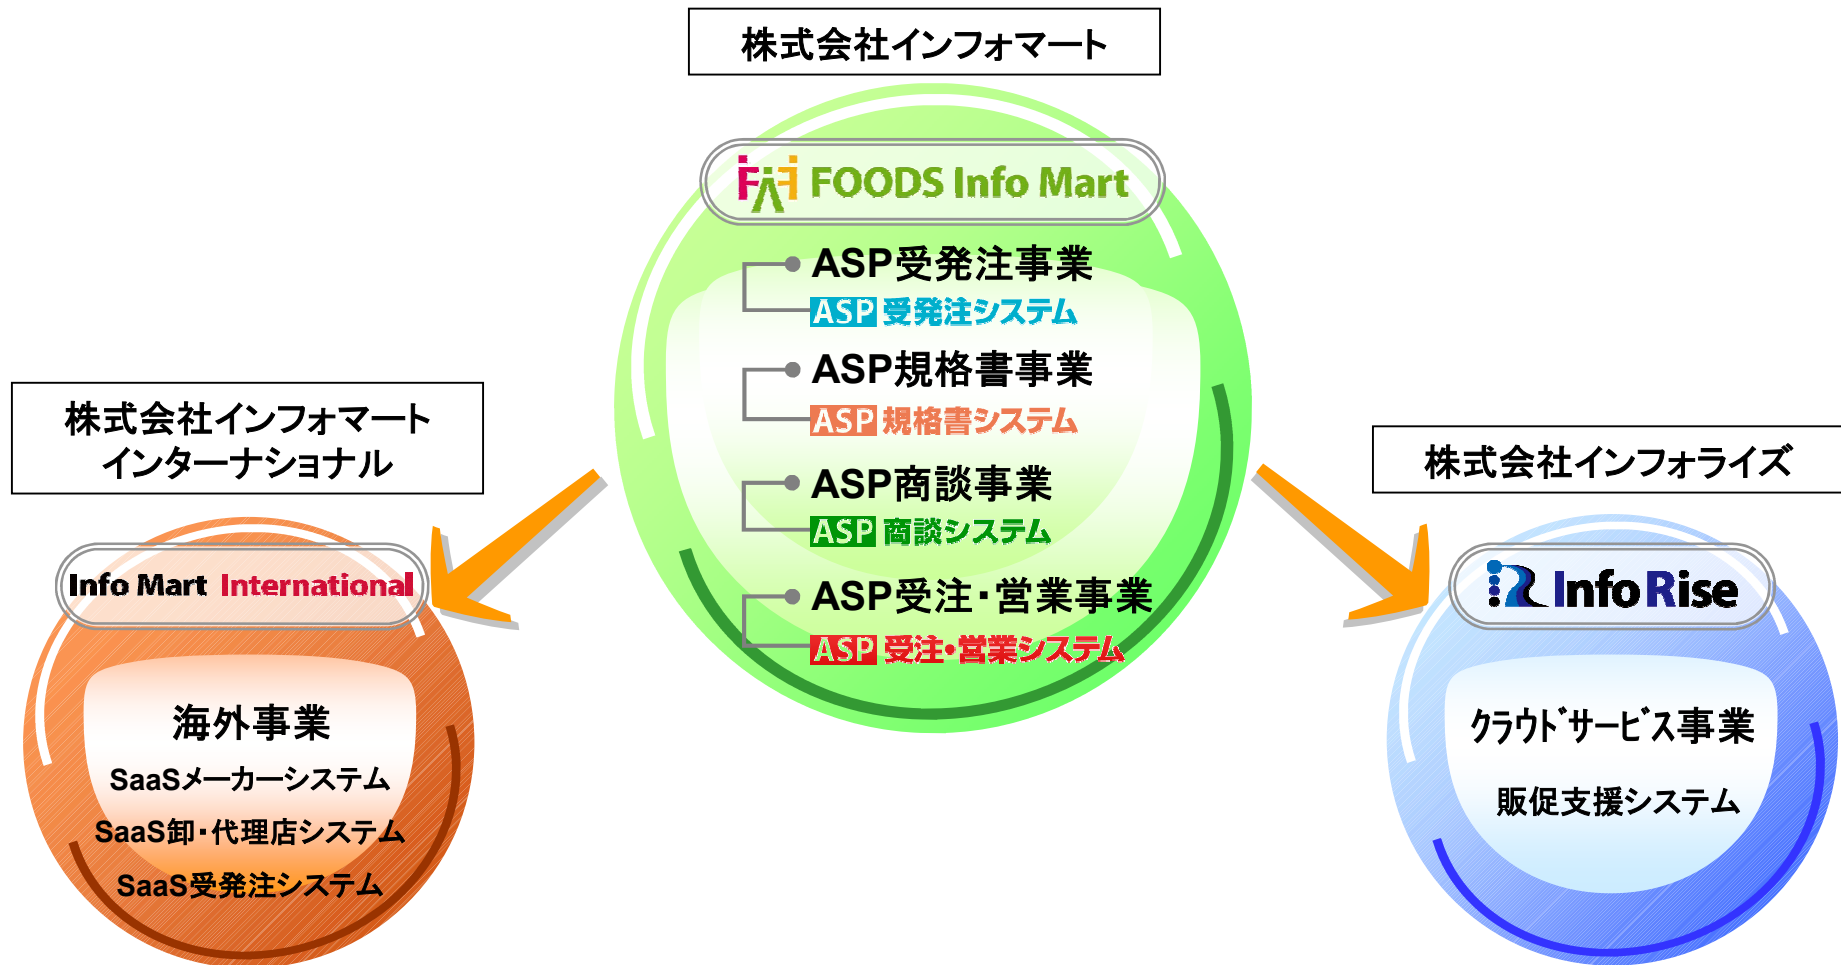 株式会社インフォマート
FOODS Info Mart
ASP受発注事業
ASP 受発注システム
ASP規格書事業
ASP 規格書システム
ASP商談事業
ASP 商談システム
ASP受注・営業事業
ASP 受注・営業システム
株式会社インフォマート
インターナショナル
Info Mart International
海外事業
SaaSメーカーシステム
SaaS卸・代理店システム
SaaS受発注システム
株式会社インフォライズ
InfoRise
クラウドサービス事業
販促支援システム